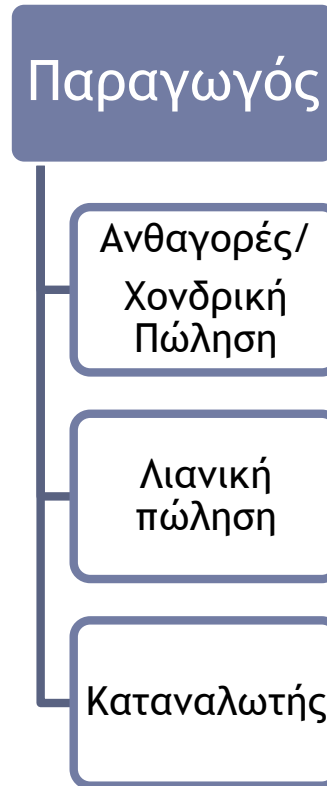 Παραγωγός
Ανθαγορές/
Χονδρική
Πώληση
Λιανική
πώληση
Καταναλωτής